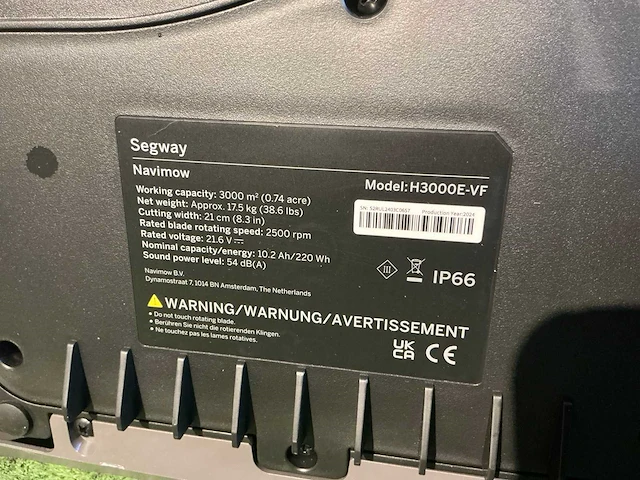 Segway
Navimow
Model: H3000E-VF
Working capacity: 3000 m² (0.74 acre)
Net weight: Approx. 17.5 kg (38.6 lbs)
Cutting width: 21 cm (8.3 in)
Rated blade rotating speed: 2500 rpm
Rated voltage: 21.6 V ⎓
Nominal capacity/energy: 10.2 Ah/220 Wh
Sound power level: 54 dB(A)
Production Year: 2024
III
IP66
Navimow B.V.
Dynamostraat 7, 1014 BN Amsterdam, The Netherlands
WARNING/WARNUNG/AVERTISSEMENT
• Do not touch rotating blade.
• Berühren Sie nicht die rotierenden Klingen.
• Ne touchez pas les lames rotatives.
UK
CA
CE